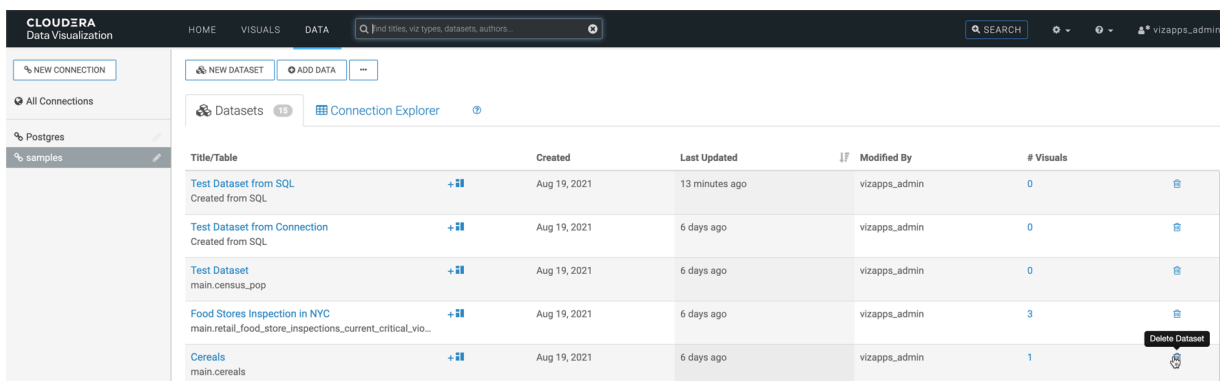 CLOUDERA
Data Visualization
HOME VISUALS DATA find titles, viz types, datasets, authors... SEARCH vizapps_admin
NEW CONNECTION
All Connections
Postgres
samples
NEW DATASET ADD DATA ...
Datasets 15 Connection Explorer
Title/Table Created Last Updated Modified By # Visuals
Test Dataset from SQL Aug 19, 2021 13 minutes ago vizapps_admin 0
Created from SQL
Test Dataset from Connection Aug 19, 2021 6 days ago vizapps_admin 0
Created from SQL
Test Dataset Aug 19, 2021 6 days ago vizapps_admin 0
main.census_pop
Food Stores Inspection in NYC Aug 19, 2021 6 days ago vizapps_admin 3
main.retail_food_store_inspections_current_critical_vio...
Delete Dataset
Cereals Aug 19, 2021 6 days ago vizapps_admin 1
main.cereals